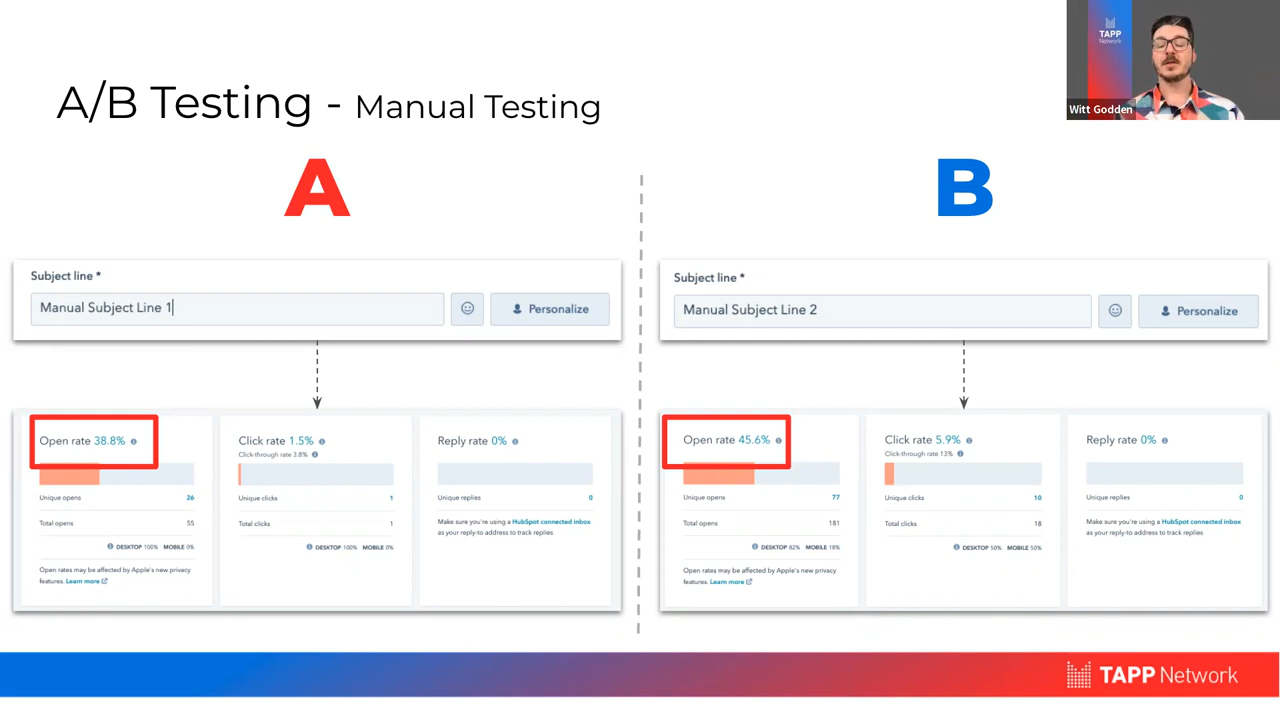 TAPP
Network
Witt Godden
A/B Testing - Manual Testing
A
B
Subject line *
Manual Subject Line 1
Personalize
Subject line *
Manual Subject Line 2
Personalize
Open rate 38.8%
Unique opens 26
Total opens 55
DESKTOP 100% MOBILE 0%
Open rates may be affected by Apple's new privacy
features. Learn more
Click rate 1.5%
Click-through rate 3.8%
Unique clicks 1
Total clicks 1
DESKTOP 100% MOBILE 0%
Reply rate 0%
Unique replies 0
Make sure you're using a HubSpot connected inbox
as your reply-to address to track replies
Open rate 45.6%
Unique opens 77
Total opens 181
DESKTOP 82% MOBILE 18%
Open rates may be affected by Apple's new privacy
features. Learn more
Click rate 5.9%
Click-through rate 13%
Unique clicks 10
Total clicks 18
DESKTOP 50% MOBILE 50%
Reply rate 0%
Unique replies 0
Make sure you're using a HubSpot connected inbox
as your reply-to address to track replies
TAPP Network